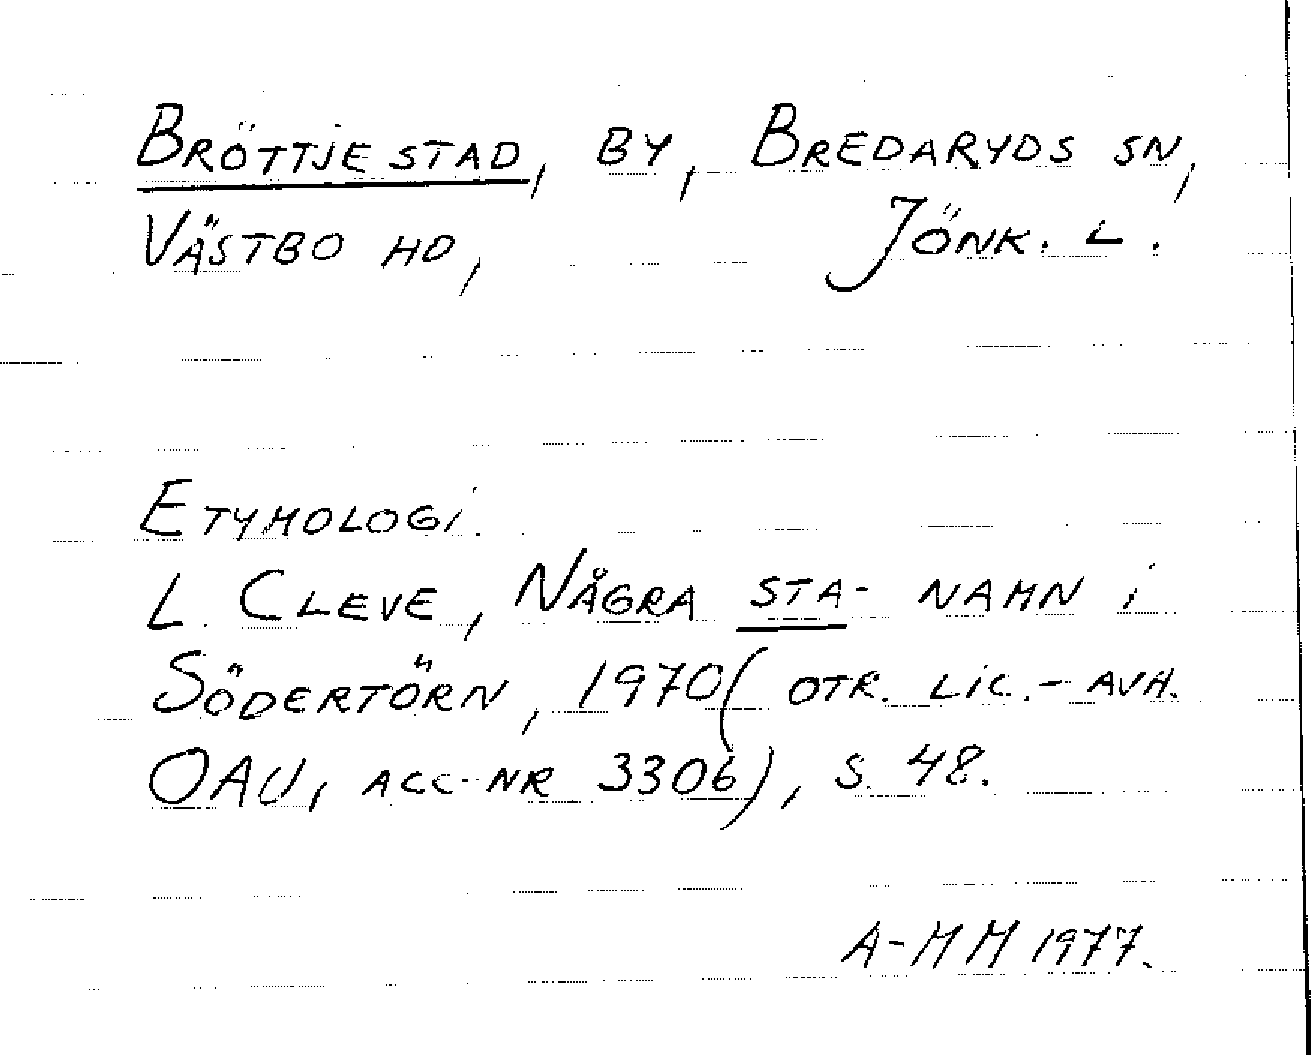 BRÖTTJESTAD, BY, BREDARYDS SN,
VÄSTBO HD, JÖNK. L.
ETYMOLOGI.
L. CLEVE, NÅGRA STA- NAMN i
SÖDERTÖRN, 1970 (OTR. LIC.-AVH.
OAU, ACC-NR 3306), S. 48.
A-MM 1977.